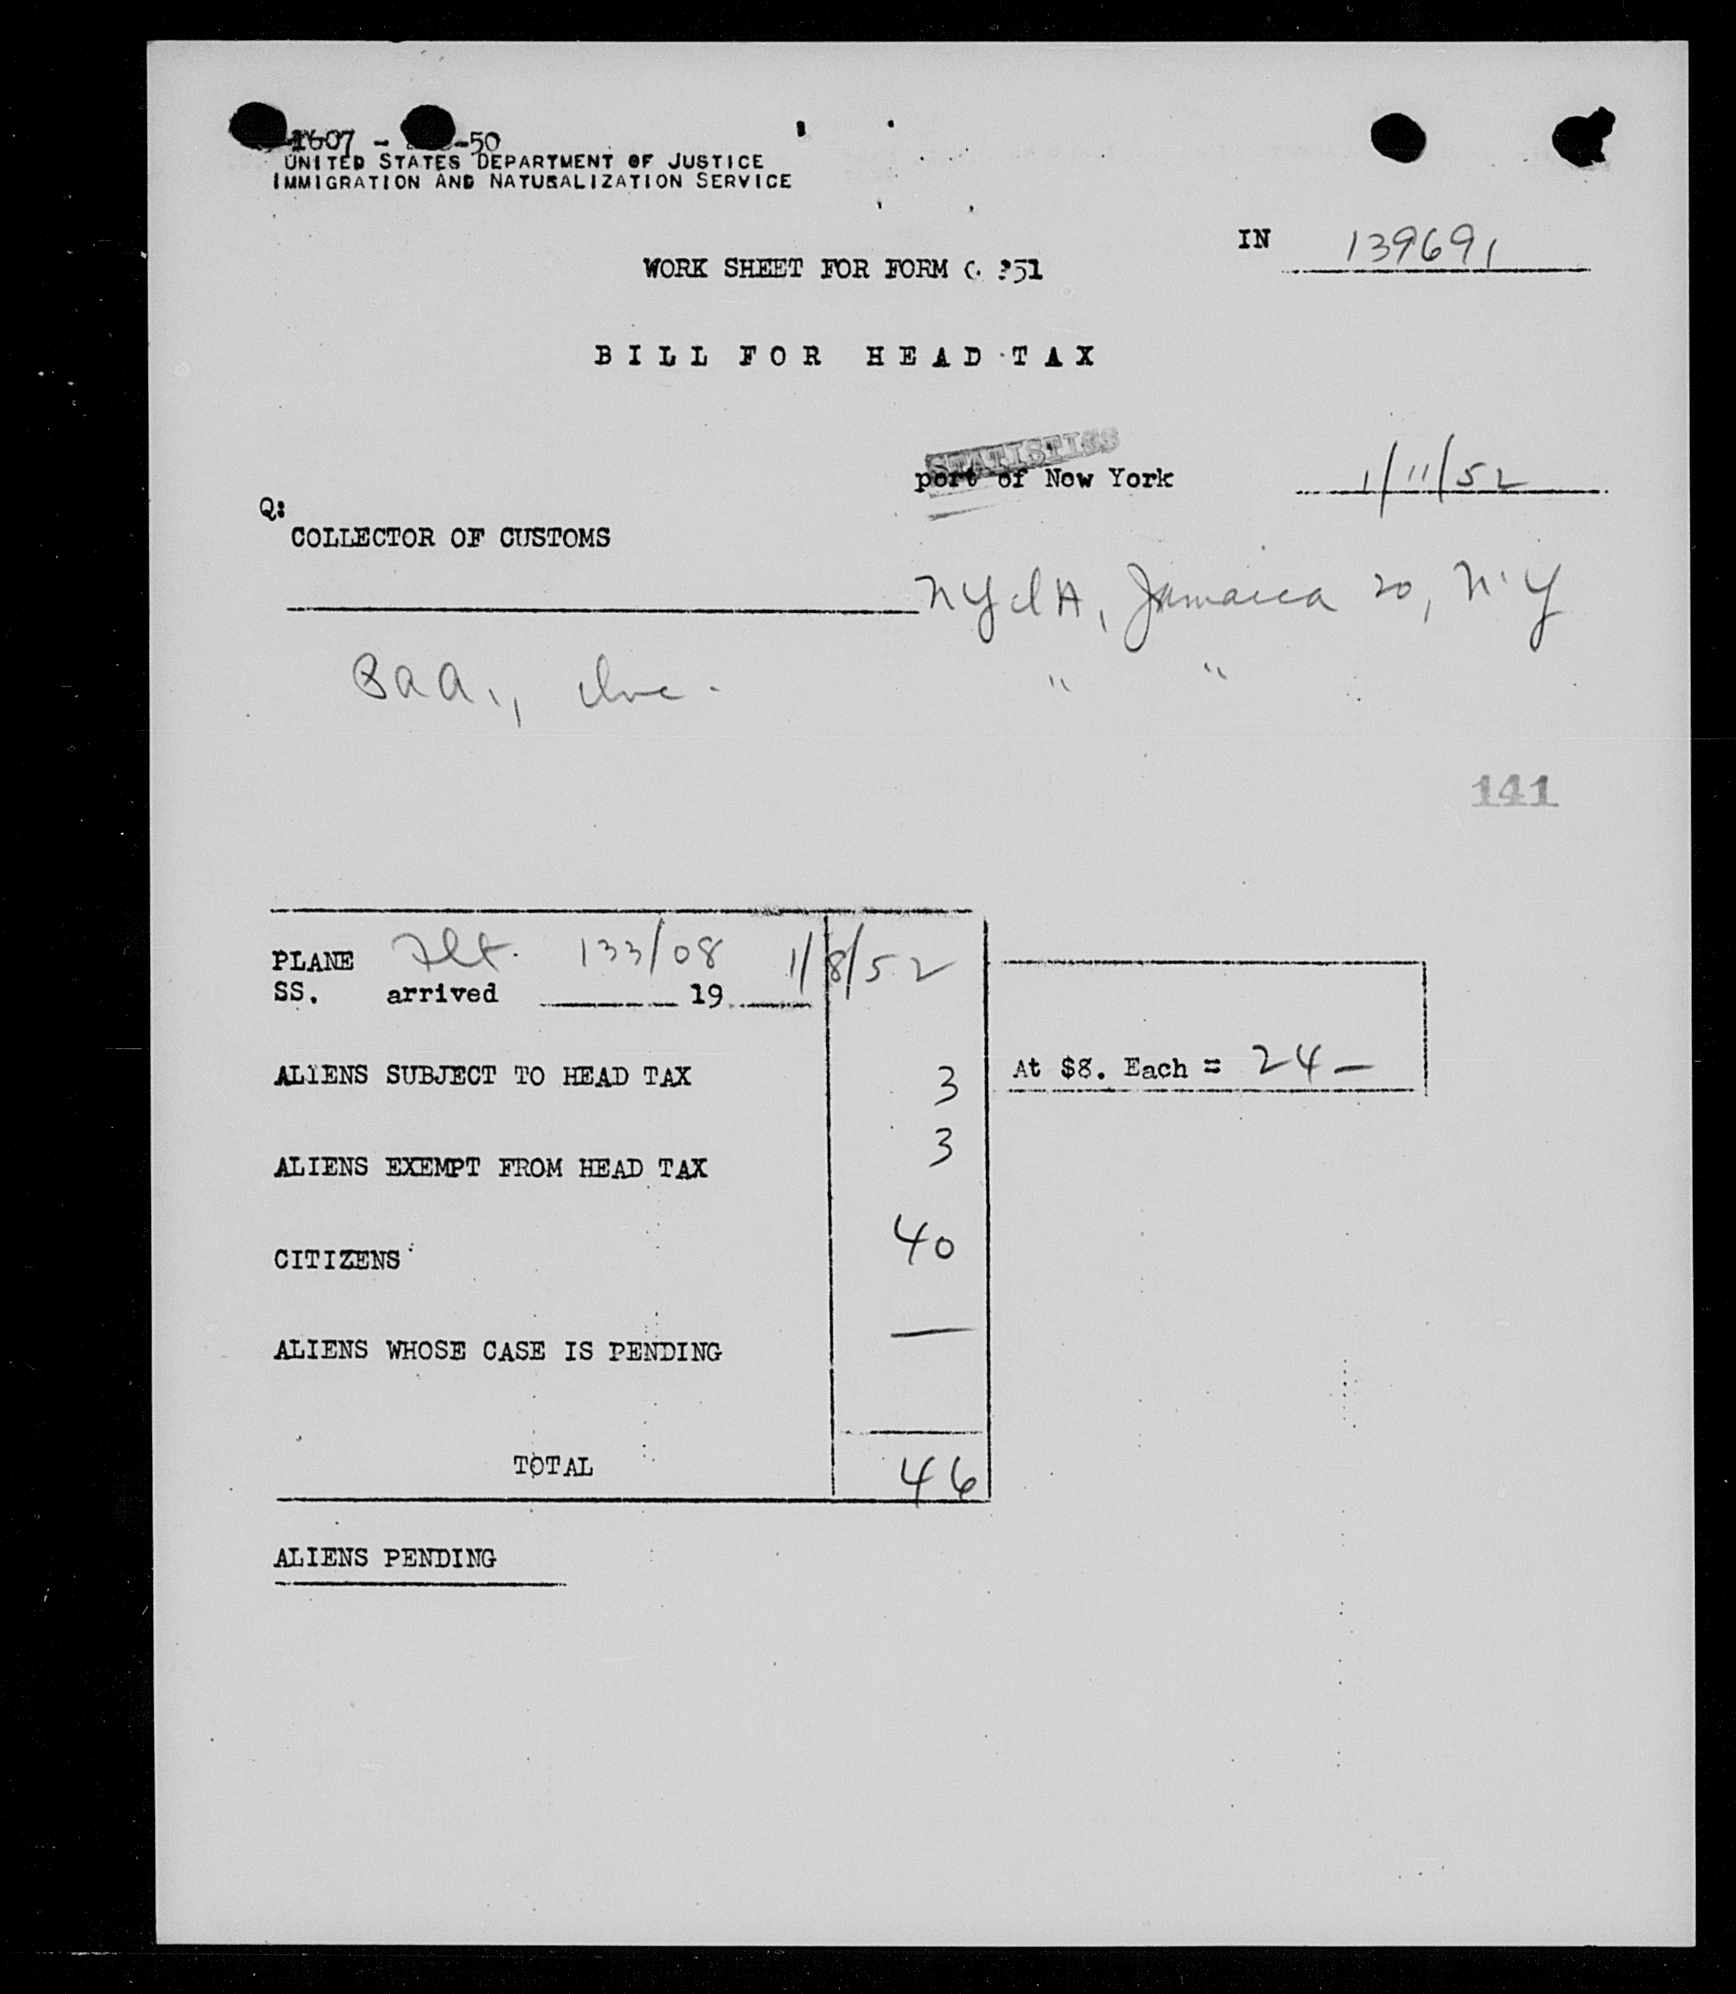 1607 - -50
UNITED STATES DEPARTMENT OF JUSTICE
IMMIGRATION AND NATURALIZATION SERVICE
IN 139691
WORK SHEET FOR FORM 351
BILL FOR HEAD TAX
STATISTICS
port of New York 1/11/52
Q:
COLLECTOR OF CUSTOMS
NYIA, Jamaica 20, N.Y
Inc. " "
141
PLANE Flt. 133/08 1/8/52
SS. arrived 19
ALIENS SUBJECT TO HEAD TAX 3 At $8. Each = 24 —
ALIENS EXEMPT FROM HEAD TAX 3
CITIZENS 40
ALIENS WHOSE CASE IS PENDING —
TOTAL 46
ALIENS PENDING